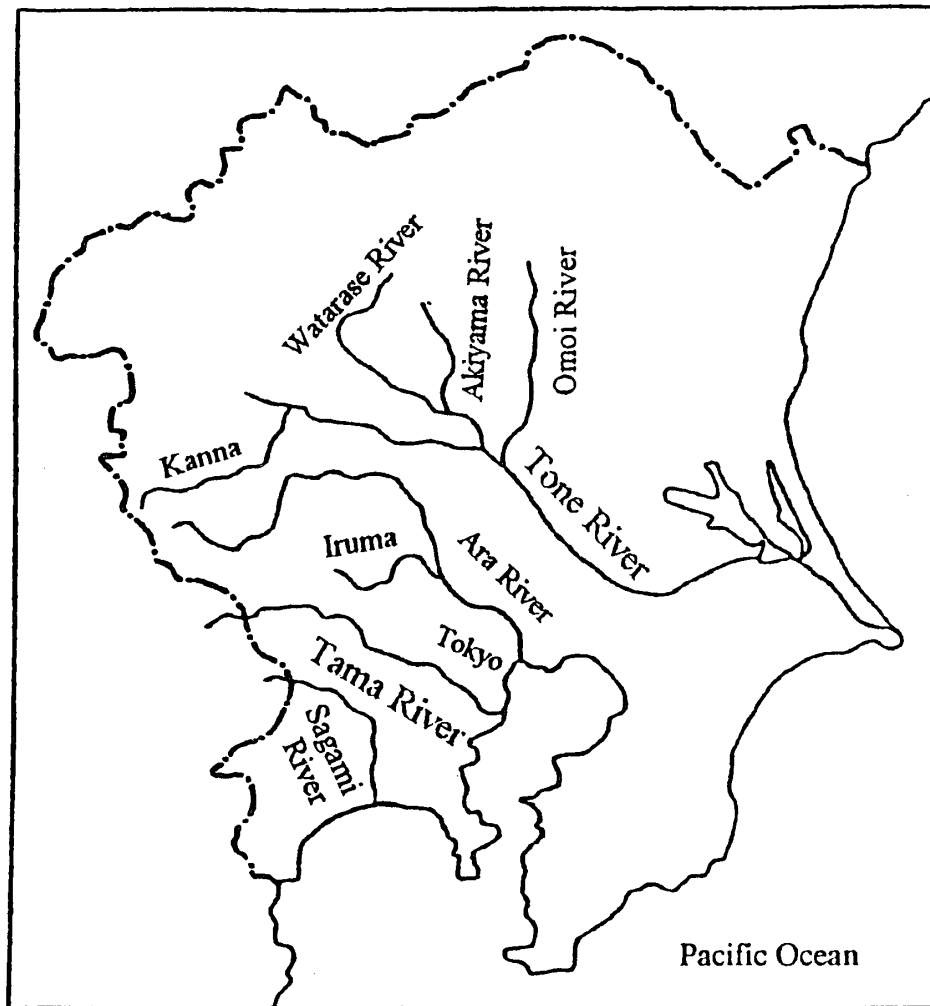 Watarase River
Akiyama River
Omoi River
Kanna
Tone River
Iruma
Ara River
Tokyo
Tama River
Sagami
River
Pacific Ocean